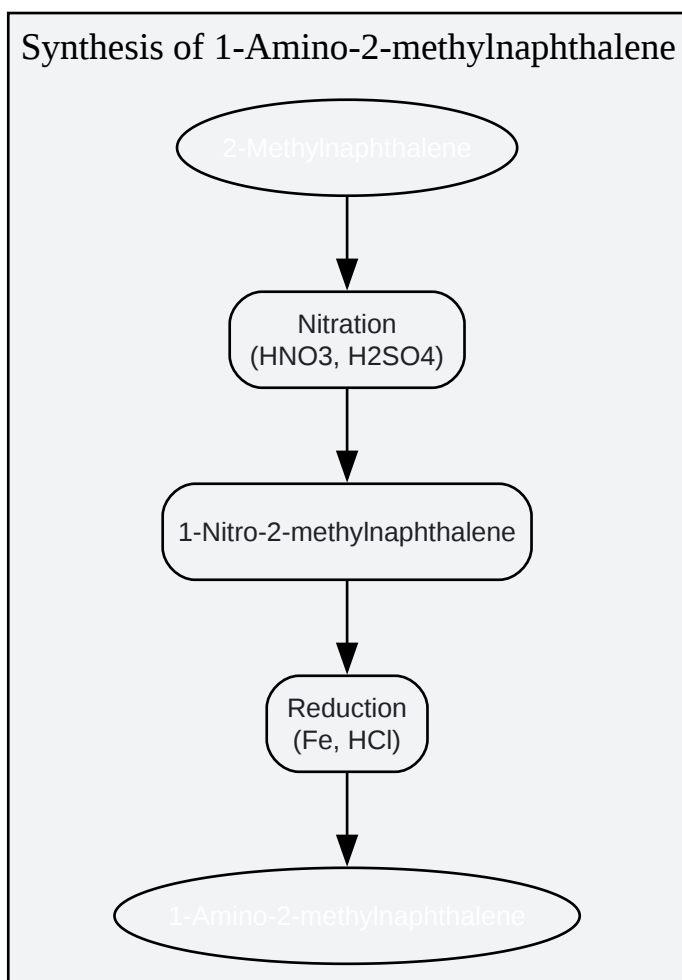 Synthesis of 1-Amino-2-methylnaphthalene
2-Methylnaphthalene
Nitration
(HNO3, H2SO4)
1-Nitro-2-methylnaphthalene
Reduction
(Fe, HCl)
1-Amino-2-methylnaphthalene